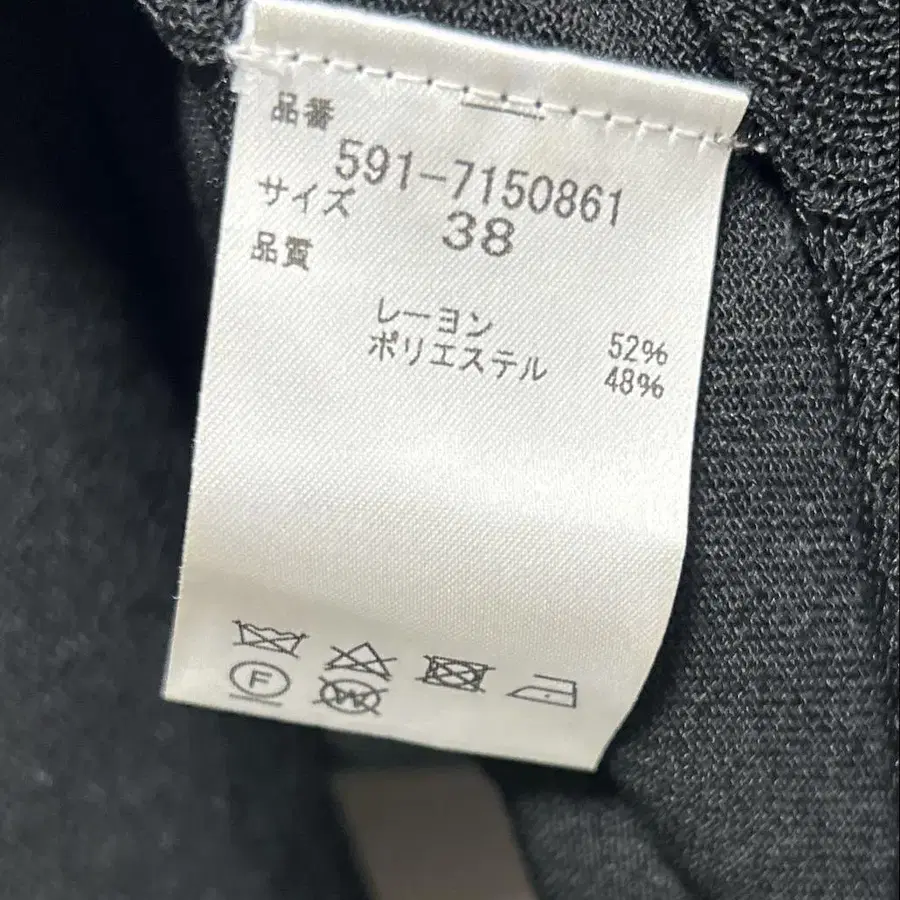 品番
591-7150861
サイズ 38
品質
レーヨン 52%
ポリエステル 48%
F W